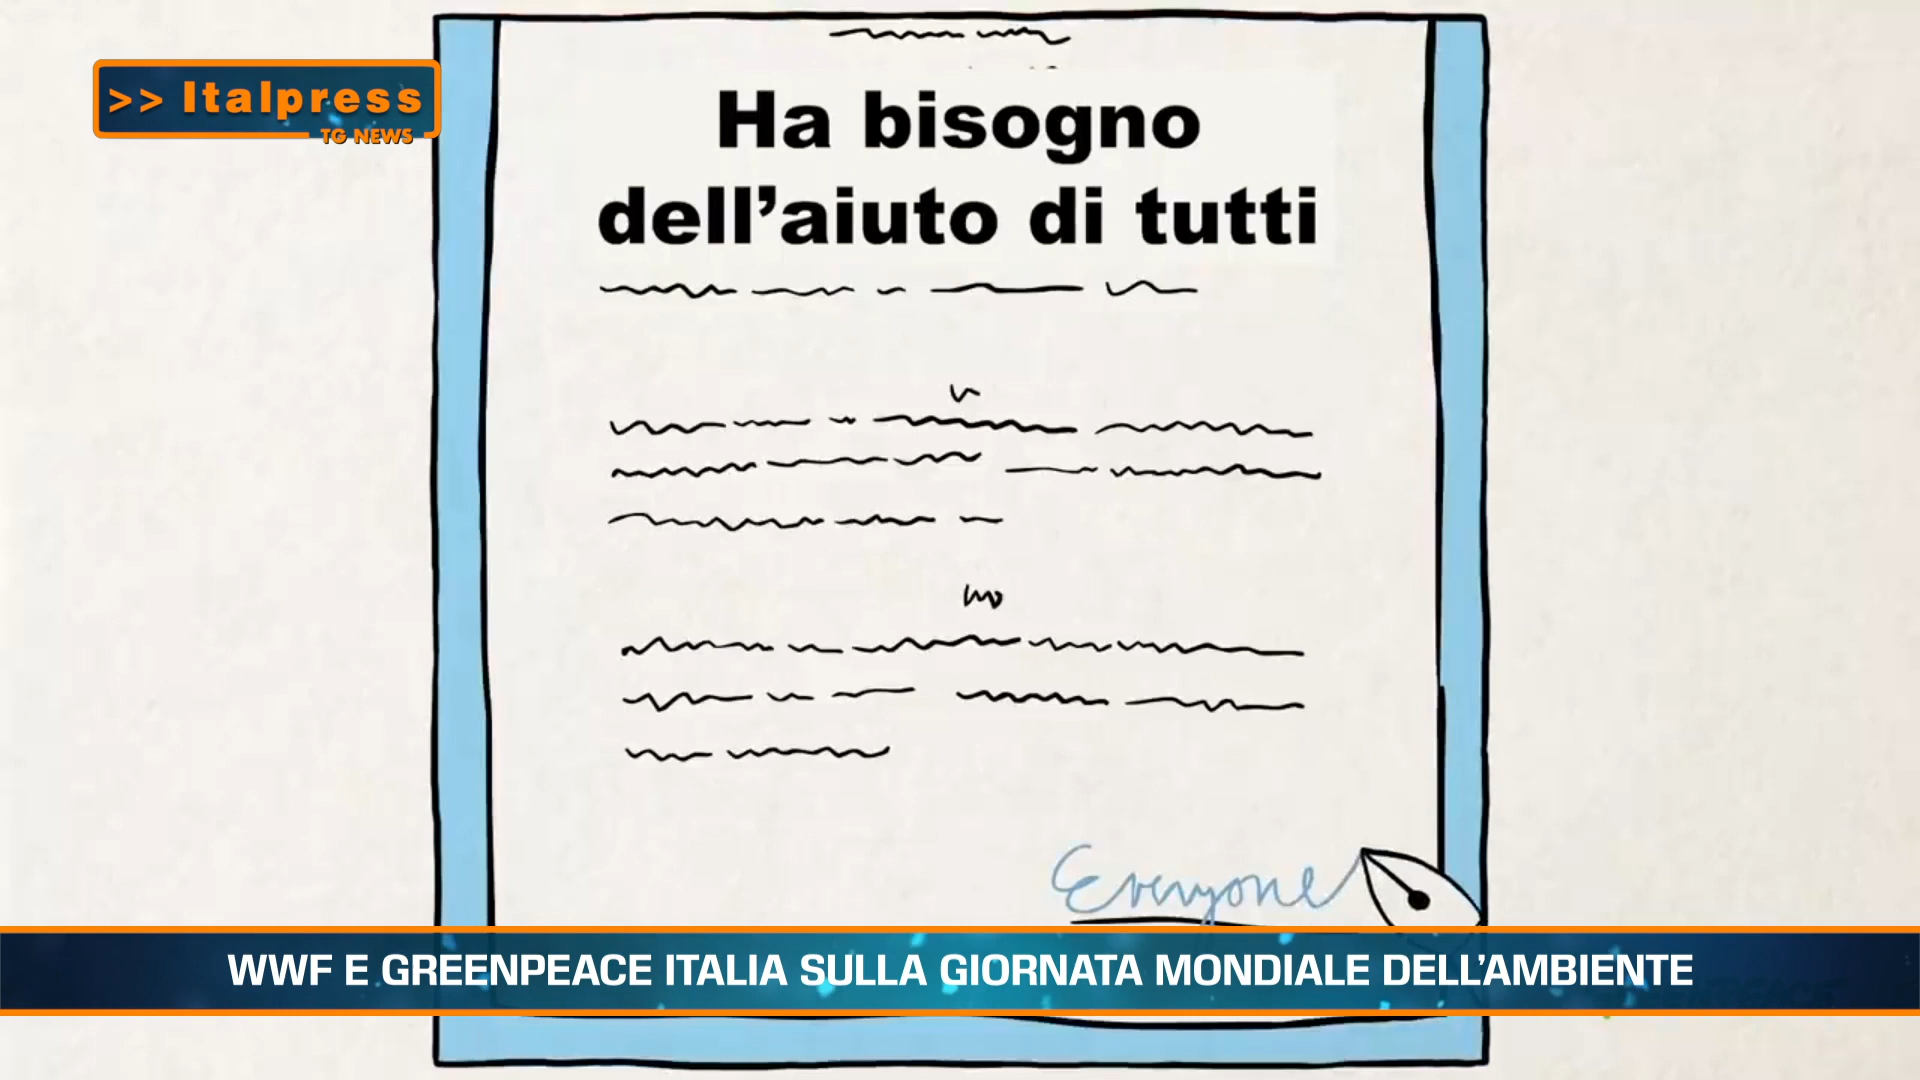 >> Italpress
TG NEWS
Ha bisogno
dell’aiuto di tutti
Everyone
WWF E GREENPEACE ITALIA SULLA GIORNATA MONDIALE DELL'AMBIENTE